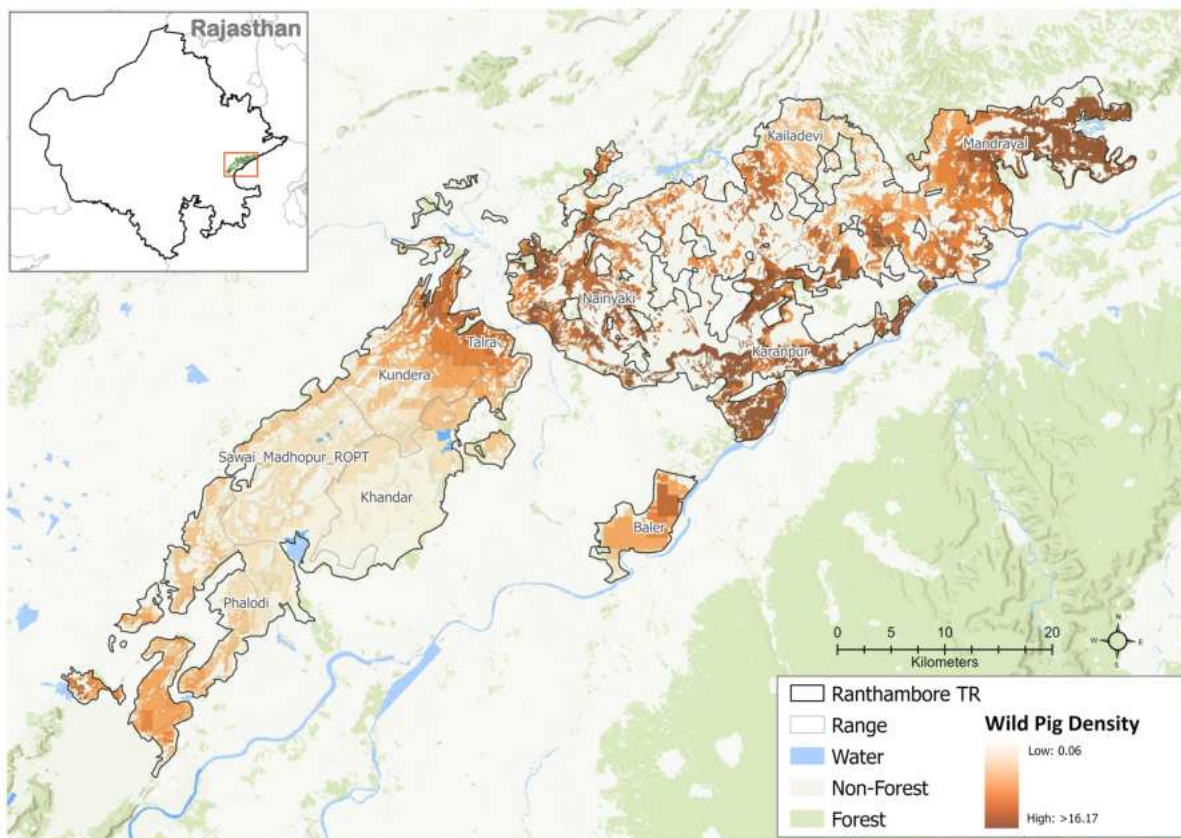 Rajasthan
Kailadevi
Mandrayal
Nainyaki
Karanpur
Talra
Kundera
Sawai_Madhopur_ROPT
Khandar
Baler
Phalodi
0 5 10 20
Kilometers
N
W E
S
Ranthambore TR
Range
Water
Non-Forest
Forest
Wild Pig Density
Low: 0.06
High: >16.17